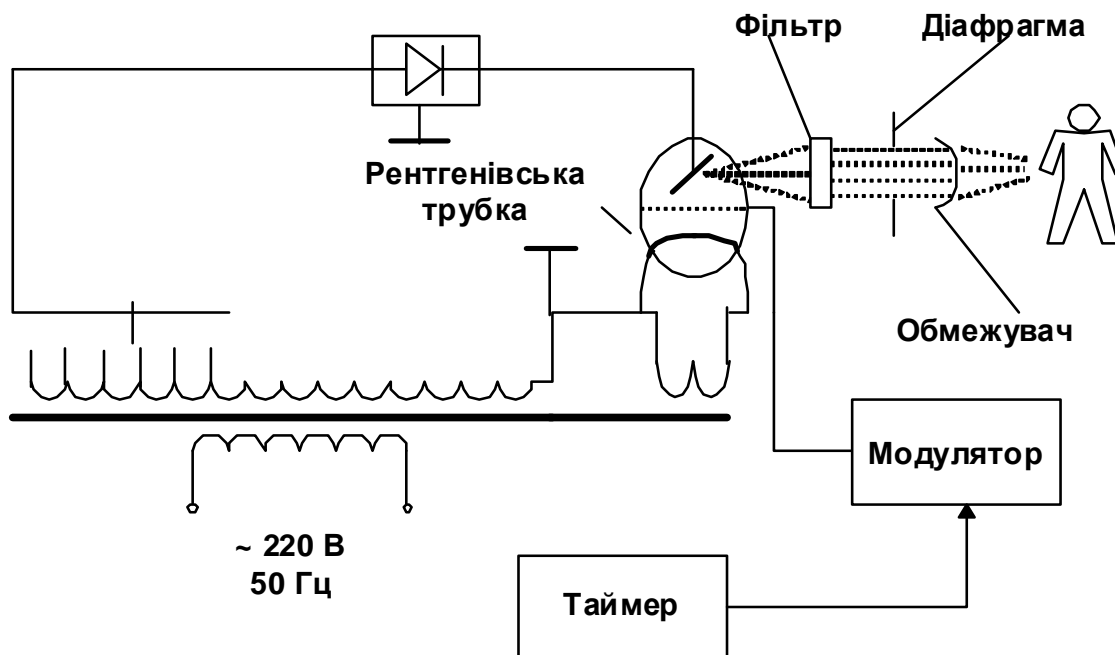 Фільтр
Діафрагма
Рентгенівська
трубка
Обмежувач
Модулятор
~ 220 В
50 Гц
Таймер